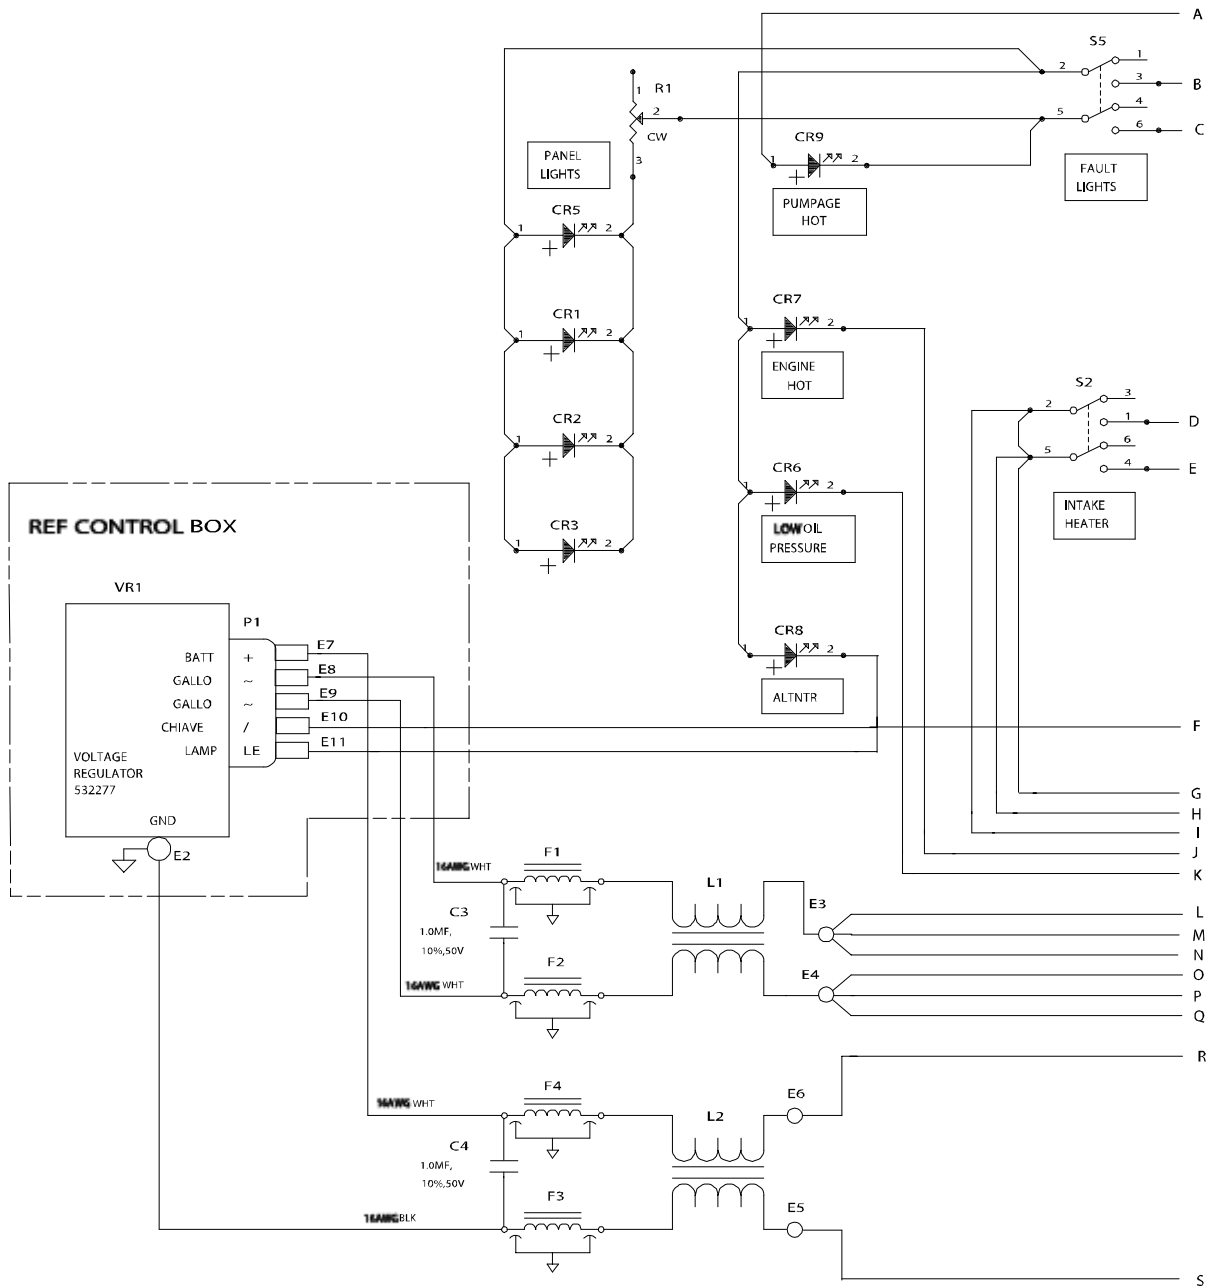 A
S5
1
2
3
B
4
5
6
C
FAULT
LIGHTS
1
R1
2
CW
3
PANEL
LIGHTS
CR9
1
2
+
PUMPAGE
HOT
CR5
1
2
+
CR1
1
2
+
CR2
1
2
+
CR3
1
2
+
CR7
1
2
+
ENGINE
HOT
CR6
1
2
+
LOW OIL
PRESSURE
CR8
1
2
+
ALTNTR
S2
3
2
1
D
6
5
4
E
INTAKE
HEATER
REF CONTROL BOX
VR1
P1
BATT + E7
GALLO ~ E8
GALLO ~ E9
CHIAVE / E10
LAMP LE E11
VOLTAGE
REGULATOR
532277
GND
E2
F
G
H
I
J
K
16AWG WHT
F1
L1
E3
C3
1.0MF,
10%,50V
L
M
N
16AWG WHT
F2
E4
O
P
Q
R
16AWG WHT
F4
L2
E6
C4
1.0MF,
10%,50V
16AWG BLK
F3
E5
S